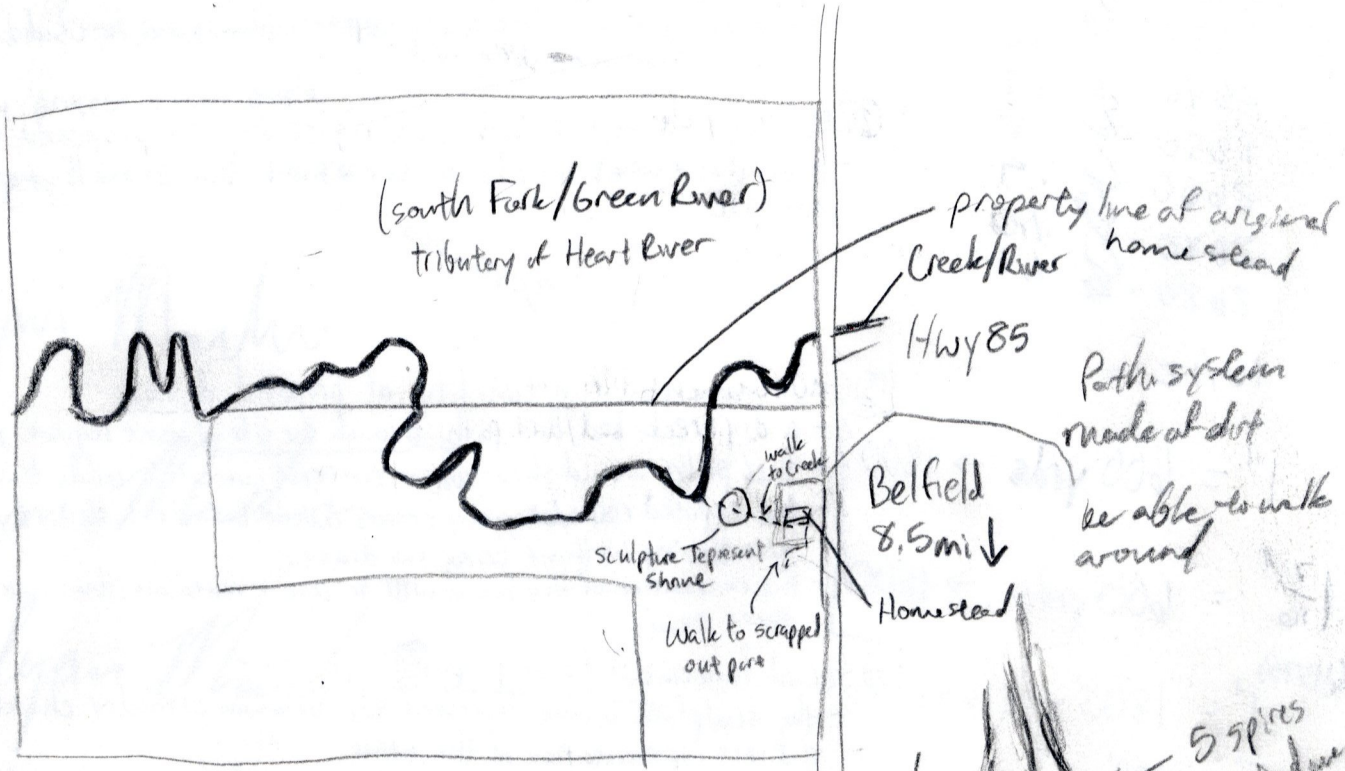 (south Fork/Green River)
tributary of Heart River
property line of original
homestead
Creek/River
Hwy 85
Path system
made of dirt
be able to walk
around
walk
to Creek
Belfield
8.5mi ↓
sculpture represent
shrine
Homestead
Walk to scrapped
out part
5 spires